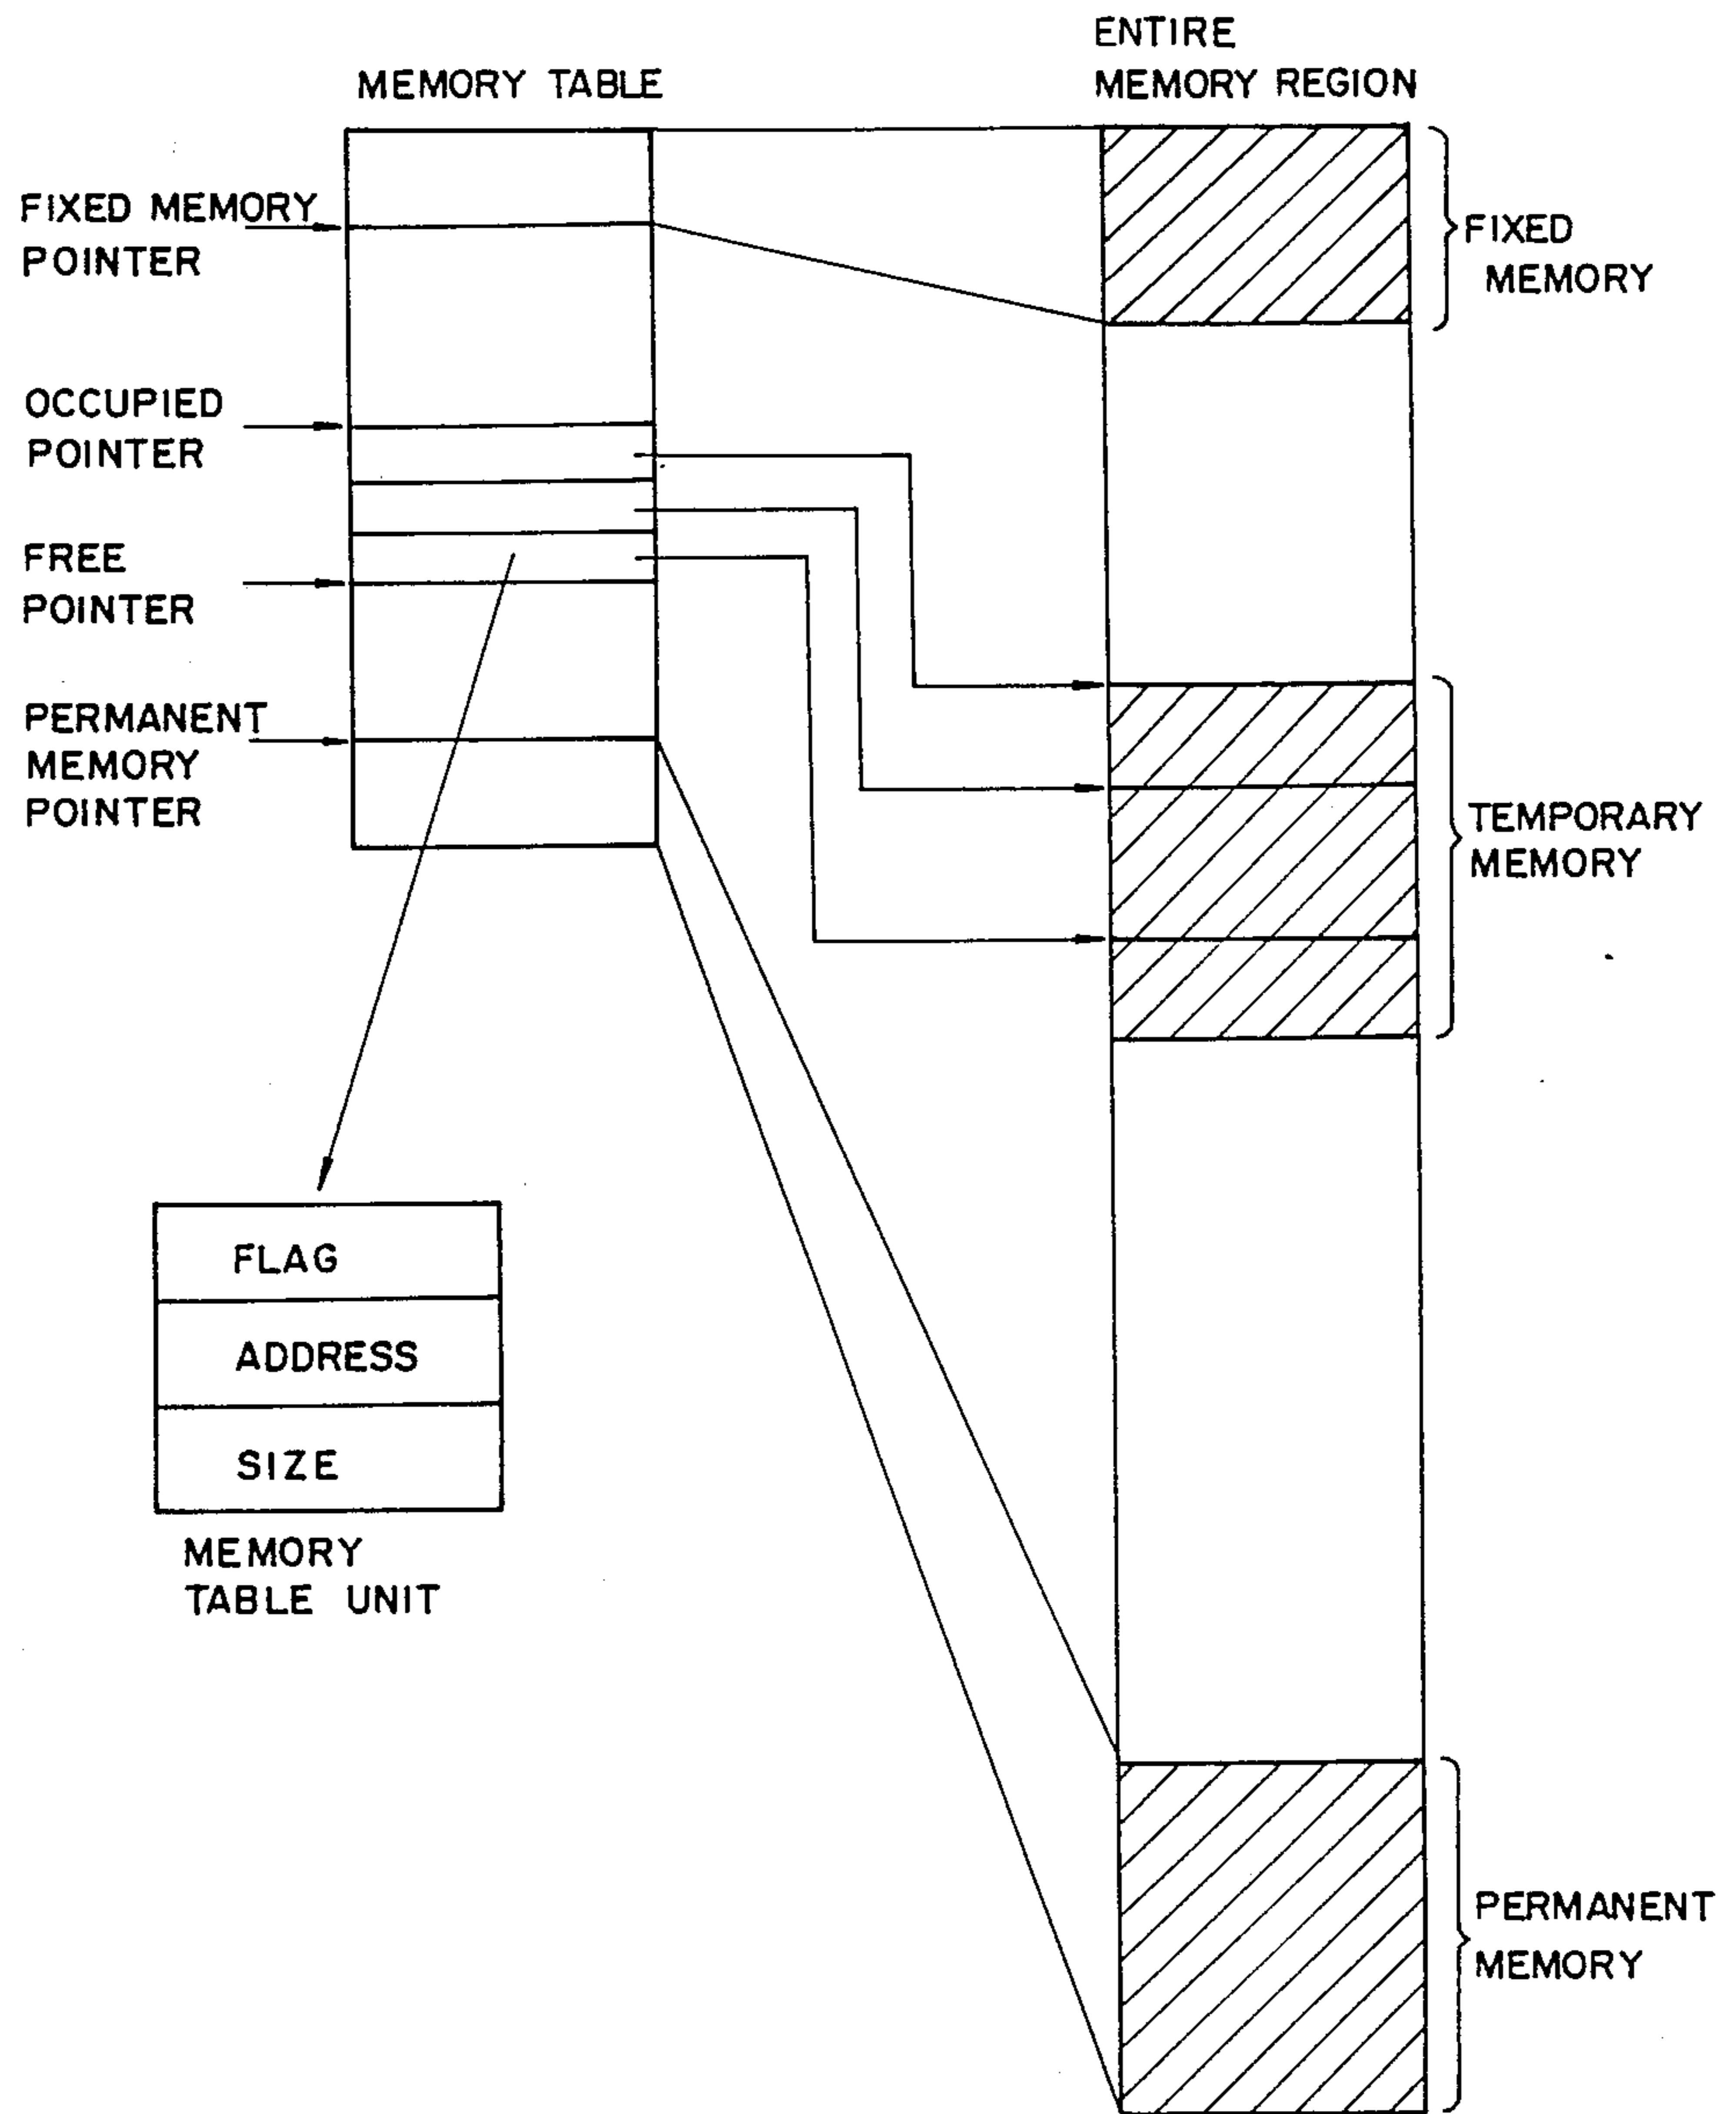 ENTIRE
MEMORY REGION
MEMORY TABLE
FIXED MEMORY
POINTER
FIXED
MEMORY
OCCUPIED
POINTER
FREE
POINTER
PERMANENT
MEMORY
POINTER
TEMPORARY
MEMORY
FLAG
ADDRESS
SIZE
MEMORY
TABLE UNIT
PERMANENT
MEMORY